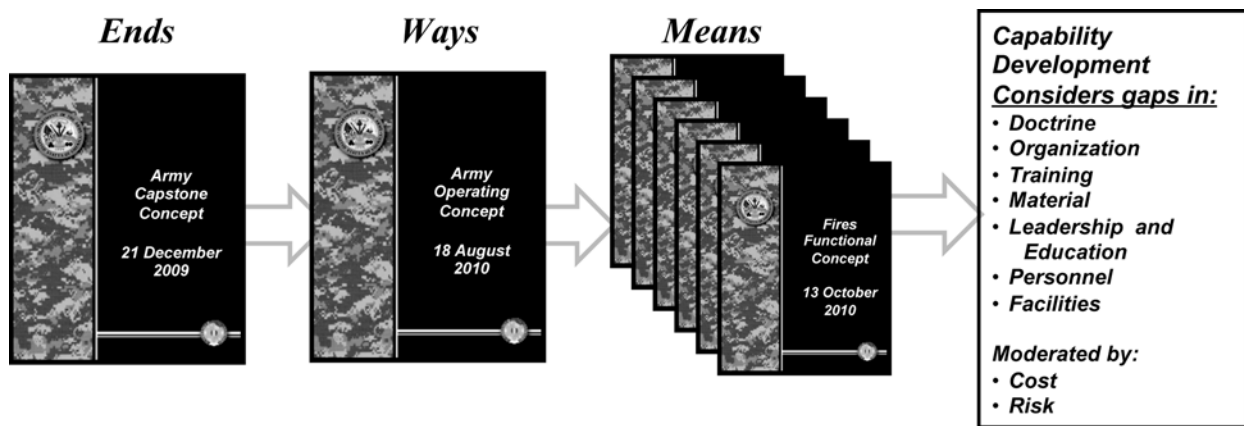 Ends
Ways
Means
Army
Capstone
Concept
21 December
2009
Army
Operating
Concept
18 August
2010
Fires
Functional
Concept
13 October
2010
Capability
Development
Considers gaps in:
• Doctrine
• Organization
• Training
• Material
• Leadership and
Education
• Personnel
• Facilities
Moderated by:
• Cost
• Risk